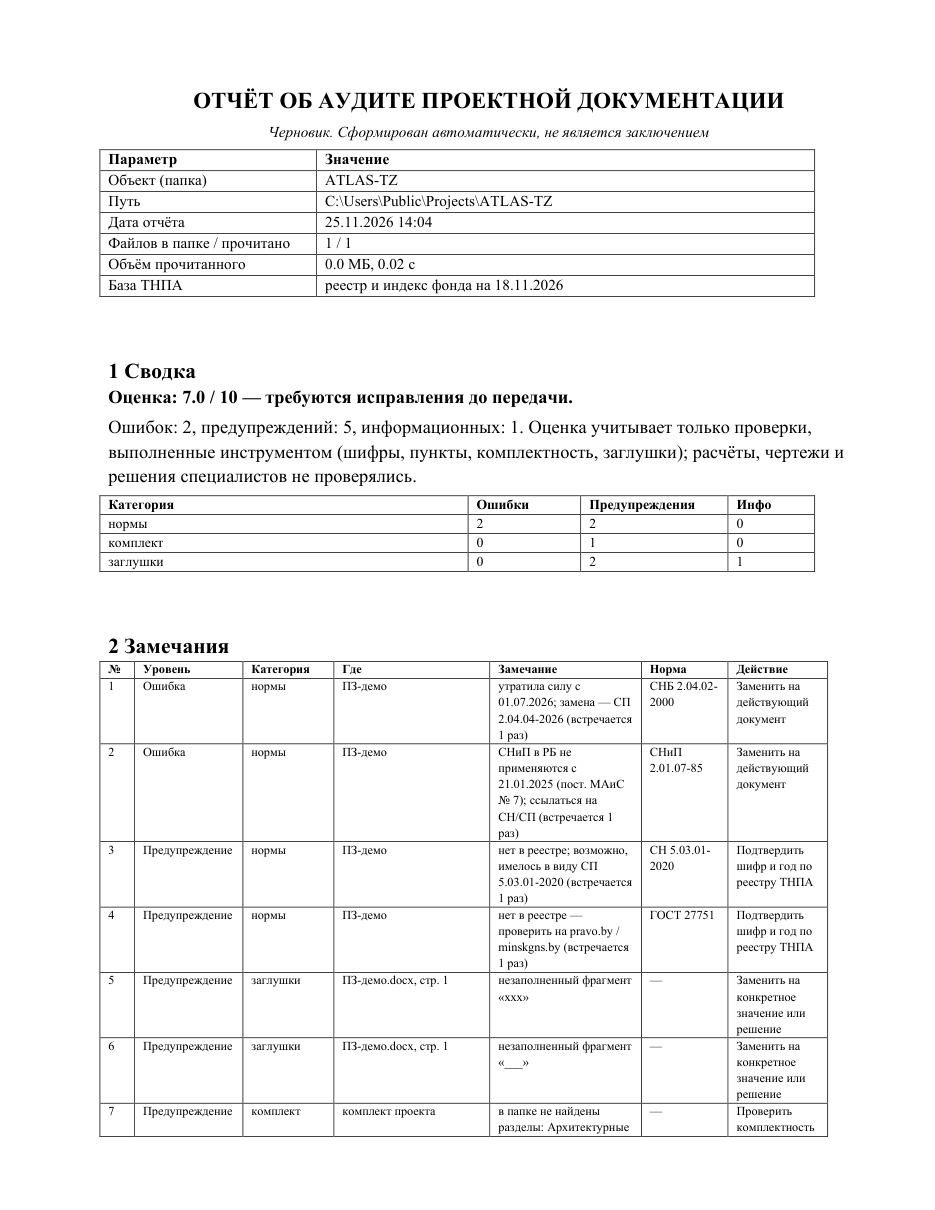 ОТЧЁТ ОБ АУДИТЕ ПРОЕКТНОЙ ДОКУМЕНТАЦИИ
Черновик. Сформирован автоматически, не является заключением
Параметр Значение
Объект (папка) ATLAS-TZ
Путь C:\Users\Public\Projects\ATLAS-TZ
Дата отчёта 25.11.2026 14:04
Файлов в папке / прочитано 1 / 1
Объём прочитанного 0.0 МБ, 0.02 с
База ТНПА реестр и индекс фонда на 18.11.2026
1 Сводка
Оценка: 7.0 / 10 — требуются исправления до передачи.
Ошибок: 2, предупреждений: 5, информационных: 1. Оценка учитывает только проверки,
выполненные инструментом (шифры, пункты, комплектность, заглушки); расчёты, чертежи и
решения специалистов не проверялись.
Категория Ошибки Предупреждения Инфо
нормы 2 2 0
комплект 0 1 0
заглушки 0 2 1
2 Замечания
№ Уровень Категория Где Замечание Норма Действие
1 Ошибка нормы ПЗ-демо утратила силу с СНБ 2.04.02- Заменить на
01.07.2026; замена — СП 2000 действующий
2.04.04-2026 (встречается документ
1 раз)
2 Ошибка нормы ПЗ-демо СНиП в РБ не СНиП Заменить на
применяются с 2.01.07-85 действующий
21.01.2025 (пост. МАиС документ
№ 7); ссылаться на
СН/СП (встречается 1
раз)
3 Предупреждение нормы ПЗ-демо нет в реестре; возможно, СН 5.03.01- Подтвердить
имелось в виду СП 2020 шифр и год по
5.03.01-2020 (встречается реестру ТНПА
1 раз)
4 Предупреждение нормы ПЗ-демо нет в реестре — ГОСТ 27751 Подтвердить
проверить на pravo.by / шифр и год по
minskgns.by (встречается реестру ТНПА
1 раз)
5 Предупреждение заглушки ПЗ-демо.docx, стр. 1 незаполненный фрагмент — Заменить на
«xxx» конкретное
значение или
решение
6 Предупреждение заглушки ПЗ-демо.docx, стр. 1 незаполненный фрагмент — Заменить на
«___» конкретное
значение или
решение
7 Предупреждение комплект комплект проекта в папке не найдены — Проверить
разделы: Архитектурные комплектность